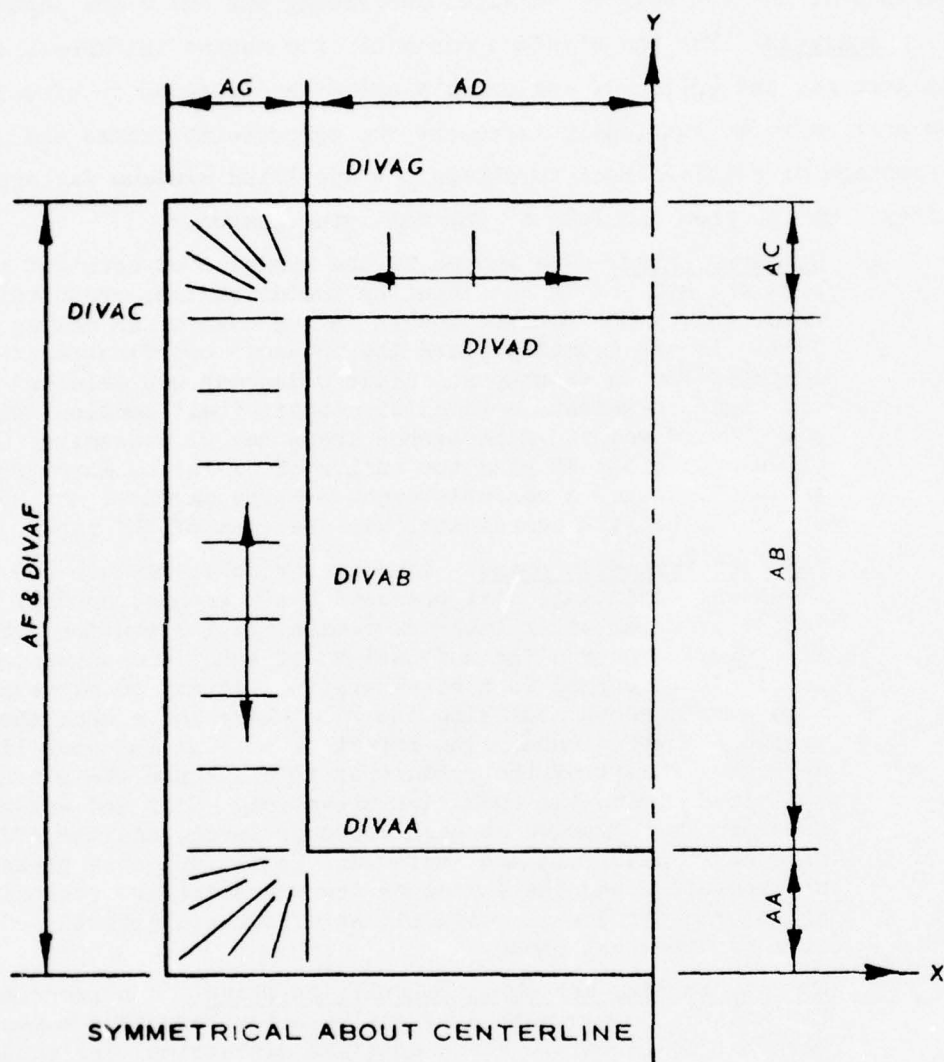 Y
AG
AD
DIVAG
AC
DIVAC
DIVAD
AF & DIVAF
DIVAB
AB
DIVAA
AA
X
SYMMETRICAL ABOUT CENTERLINE